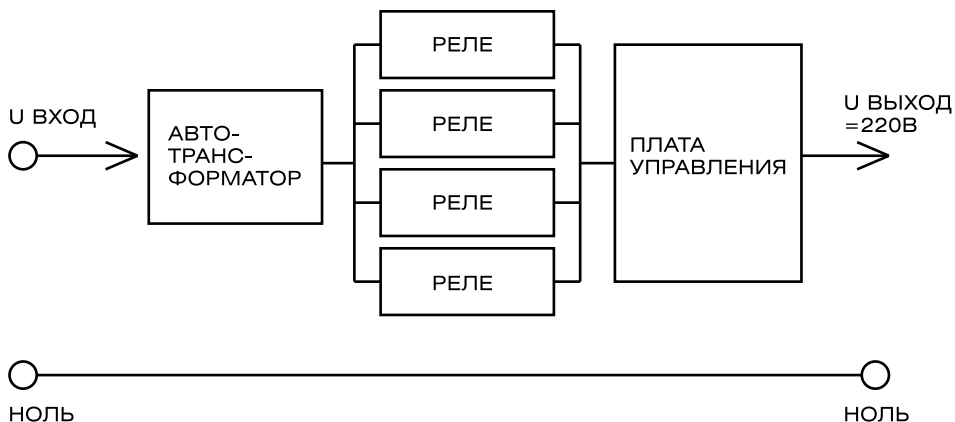 U ВХОД
АВТО-
ТРАНС-
ФОРМАТОР
РЕЛЕ
РЕЛЕ
РЕЛЕ
РЕЛЕ
ПЛАТА
УПРАВЛЕНИЯ
U ВЫХОД
=220В
НОЛЬ
НОЛЬ